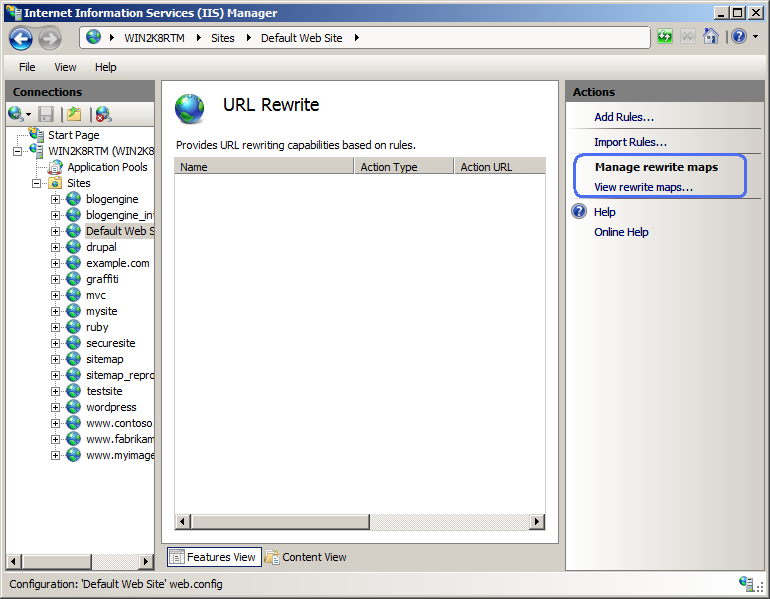 Internet Information Services (IIS) Manager
WIN2K8RTM Sites Default Web Site
File View Help
Connections
Start Page
WIN2K8RTM (WIN2K8
Application Pools
Sites
blogengine
blogengine_in
Default Web S
drupal
example.com
graffiti
mvc
mysite
ruby
securesite
sitemap
sitemap_repro
testsite
wordpress
www.contoso.
www.fabrikam
www.myimage
URL Rewrite
Provides URL rewriting capabilities based on rules.
Name Action Type Action URL
Features View Content View
Actions
Add Rules...
Import Rules...
Manage rewrite maps
View rewrite maps...
Help
Online Help
Configuration: 'Default Web Site' web.config